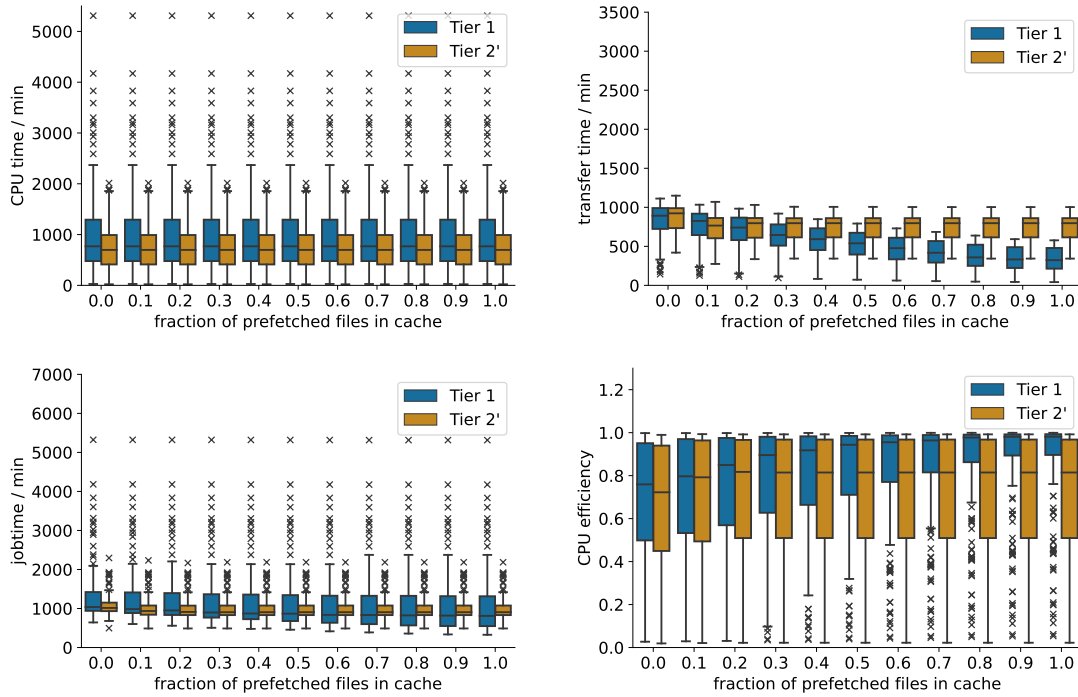 5000
4000
3000
2000
1000
0
CPU time / min
0.0 0.1 0.2 0.3 0.4 0.5 0.6 0.7 0.8 0.9 1.0
fraction of prefetched files in cache
Tier 1
Tier 2'
3500
3000
2500
2000
1500
1000
500
0
transfer time / min
0.0 0.1 0.2 0.3 0.4 0.5 0.6 0.7 0.8 0.9 1.0
fraction of prefetched files in cache
Tier 1
Tier 2'
7000
6000
5000
4000
3000
2000
1000
0
jobtime / min
0.0 0.1 0.2 0.3 0.4 0.5 0.6 0.7 0.8 0.9 1.0
fraction of prefetched files in cache
Tier 1
Tier 2'
1.2
1.0
0.8
0.6
0.4
0.2
0.0
CPU efficiency
0.0 0.1 0.2 0.3 0.4 0.5 0.6 0.7 0.8 0.9 1.0
fraction of prefetched files in cache
Tier 1
Tier 2'